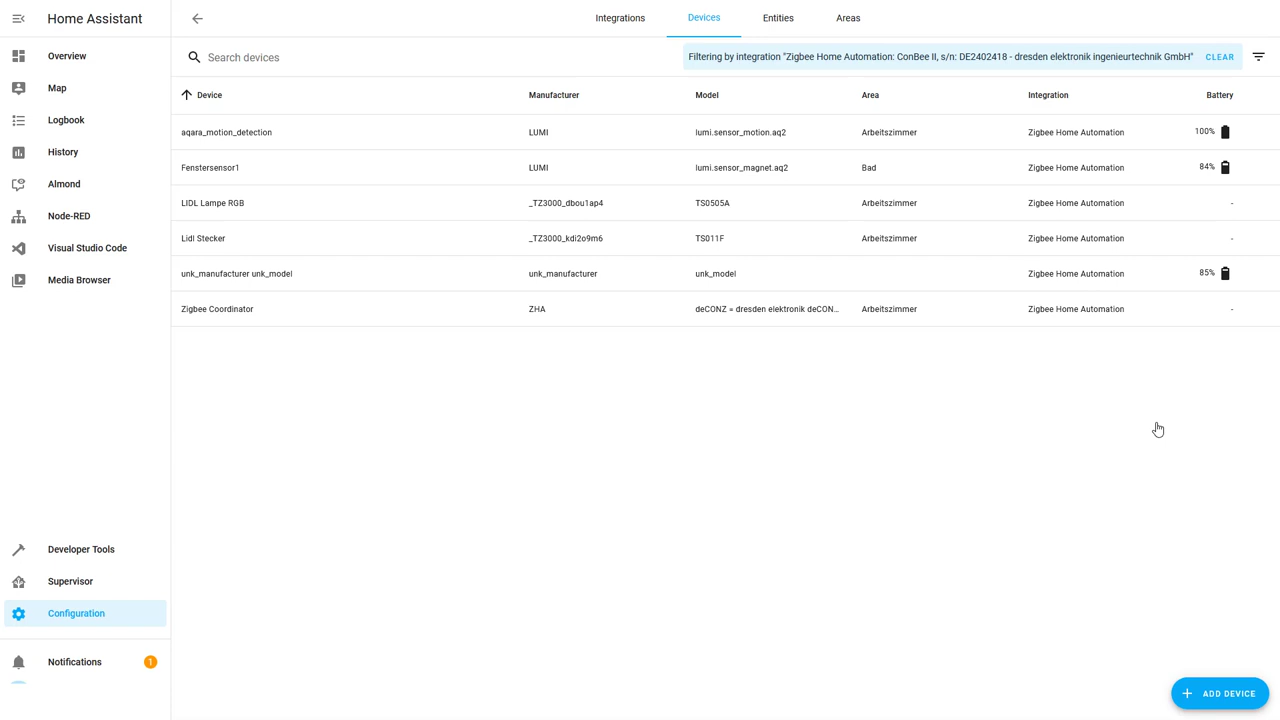 Home Assistant
Integrations
Devices
Entities
Areas
Overview
Map
Logbook
History
Almond
Node-RED
Visual Studio Code
Media Browser
Developer Tools
Supervisor
Configuration
Notifications 1
Search devices
Filtering by integration "Zigbee Home Automation: ConBee II, s/n: DE2402418 - dresden elektronik ingenieurtechnik GmbH" CLEAR
Device Manufacturer Model Area Integration Battery
aqara_motion_detection LUMI lumi.sensor_motion.aq2 Arbeitszimmer Zigbee Home Automation 100%
Fenstersensor1 LUMI lumi.sensor_magnet.aq2 Bad Zigbee Home Automation 84%
LIDL Lampe RGB _TZ3000_dbou1ap4 TS0505A Arbeitszimmer Zigbee Home Automation -
Lidl Stecker _TZ3000_kdi2o9m6 TS011F Arbeitszimmer Zigbee Home Automation -
unk_manufacturer unk_model unk_manufacturer unk_model Zigbee Home Automation 85%
Zigbee Coordinator ZHA deCONZ = dresden elektronik deCON... Arbeitszimmer Zigbee Home Automation -
ADD DEVICE